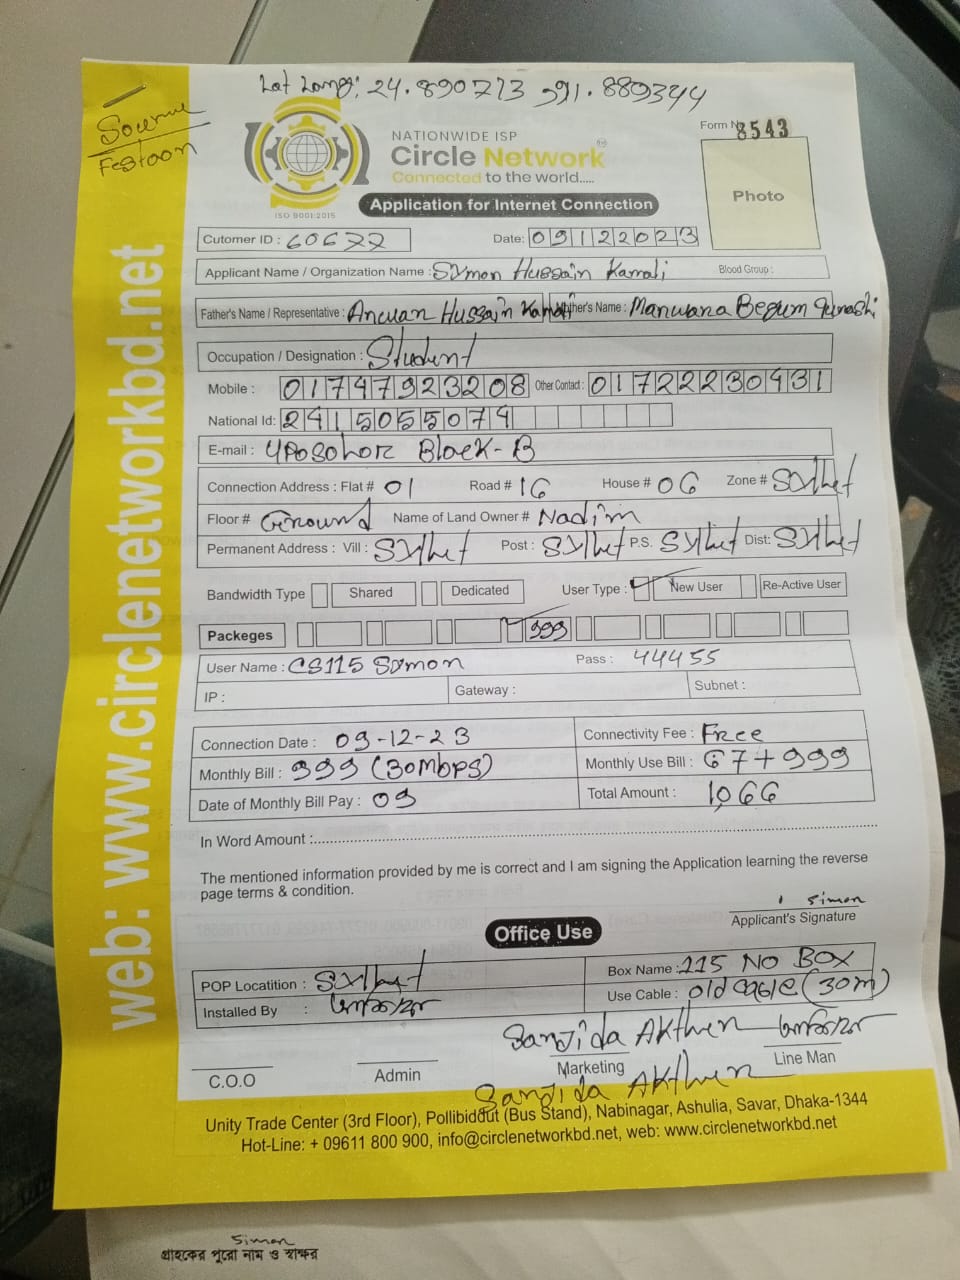 Lat Long: 24.890773 991.889344
Source
Festoon
NATIONWIDE ISP
Circle Network
Connected to the world.....
ISO 9001:2015
Form No 8543
Photo
Application for Internet Connection
Cutomer ID : 60677 Date: 09122023
Applicant Name / Organization Name : Simon Hussain Kamali Blood Group :
Father's Name / Representative : Anwar Hussain Kamali Mother's Name : Manwara Begum
Occupation / Designation : Student
Mobile : 01747923208 Other Contact : 01722230431
National Id: 2415055074
E-mail : Uposohor Block-B
Connection Address : Flat # 01 Road # 16 House # 06 Zone # Sylhet
Floor # Ground Name of Land Owner # Nadim
Permanent Address : Vill : Sylhet Post : Sylhet P.S. Sylhet Dist: Sylhet
Bandwidth Type Shared Dedicated User Type : New User Re-Active User
Packeges 999
User Name : CS115 Simon Pass : 44455
IP : Gateway : Subnet :
Connection Date : 09-12-23 Connectivity Fee : Free
Monthly Bill : 999 (30Mbps) Monthly Use Bill : 67+999
Date of Monthly Bill Pay : 09 Total Amount : 1066
In Word Amount :
The mentioned information provided by me is correct and I am signing the Application learning the reverse
page terms & condition.
Simon
Applicant's Signature
Office Use
POP Locatition : Sylhet Box Name : 115 NO BOX
Installed By : Use Cable : old cable (30m)
Sanjida Akther
C.O.O Admin Marketing Line Man
Sanjida Akther
Unity Trade Center (3rd Floor), Pollibiddut (Bus Stand), Nabinagar, Ashulia, Savar, Dhaka-1344
Hot-Line: + 09611 800 900, info@circlenetworkbd.net, web: www.circlenetworkbd.net
web: www.circlenetworkbd.net
Simon
গ্রাহকের পুরো নাম ও স্বাক্ষর